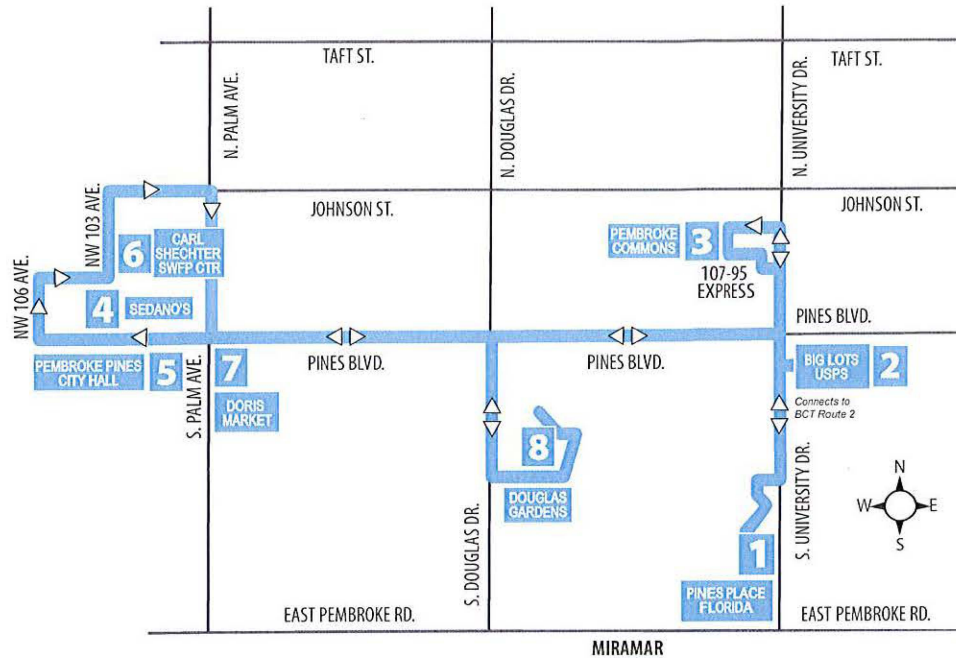 TAFT ST.
TAFT ST.
N. PALM AVE.
N. DOUGLAS DR.
N. UNIVERSITY DR.
JOHNSON ST.
JOHNSON ST.
NW 103 AVE.
NW 106 AVE.
6
CARL
SHECHTER
SWFP CTR
PEMBROKE
COMMONS
3
107-95
EXPRESS
4
SEDANO'S
PINES BLVD.
PINES BLVD.
PINES BLVD.
PEMBROKE PINES
CITY HALL
5
7
DORIS
MARKET
S. PALM AVE.
BIG LOTS
USPS
2
Connects to
BCT Route 2
8
DOUGLAS
GARDENS
S. DOUGLAS DR.
S. UNIVERSITY DR.
N
W
E
S
1
PINES PLACE
FLORIDA
EAST PEMBROKE RD.
EAST PEMBROKE RD.
MIRAMAR